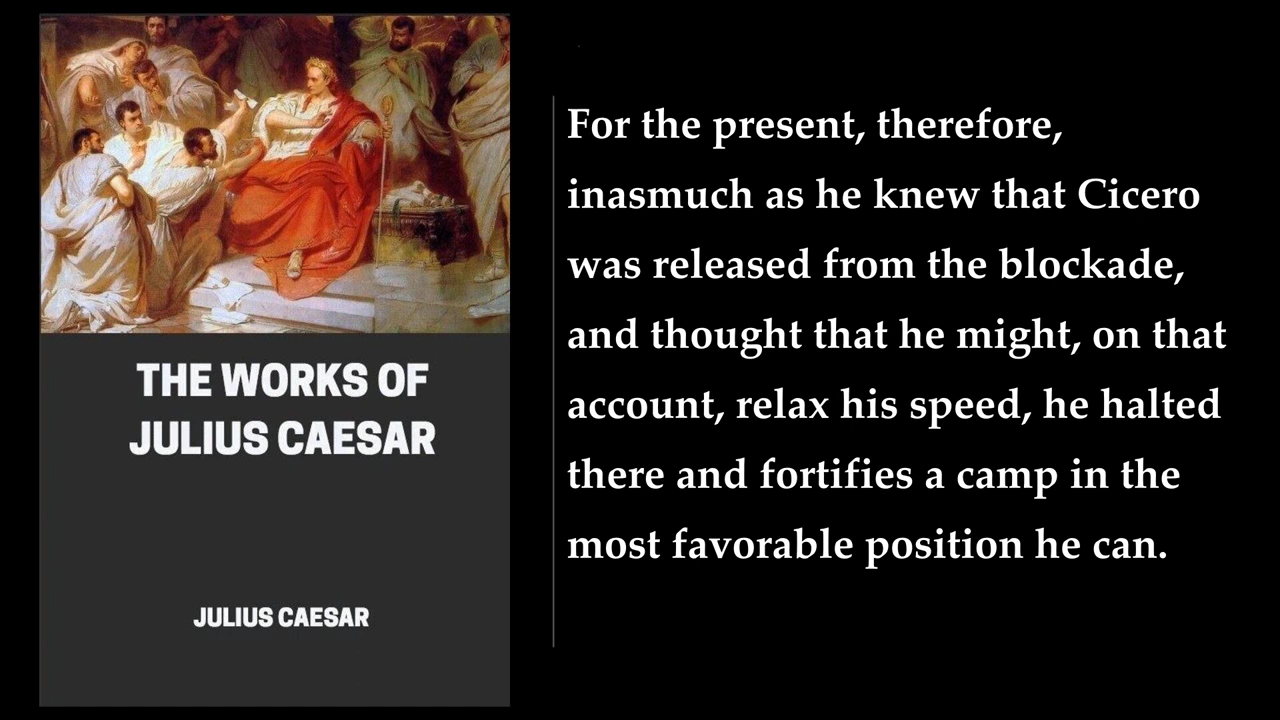 THE WORKS OF
JULIUS CAESAR
JULIUS CAESAR
For the present, therefore,
inasmuch as he knew that Cicero
was released from the blockade,
and thought that he might, on that
account, relax his speed, he halted
there and fortifies a camp in the
most favorable position he can.